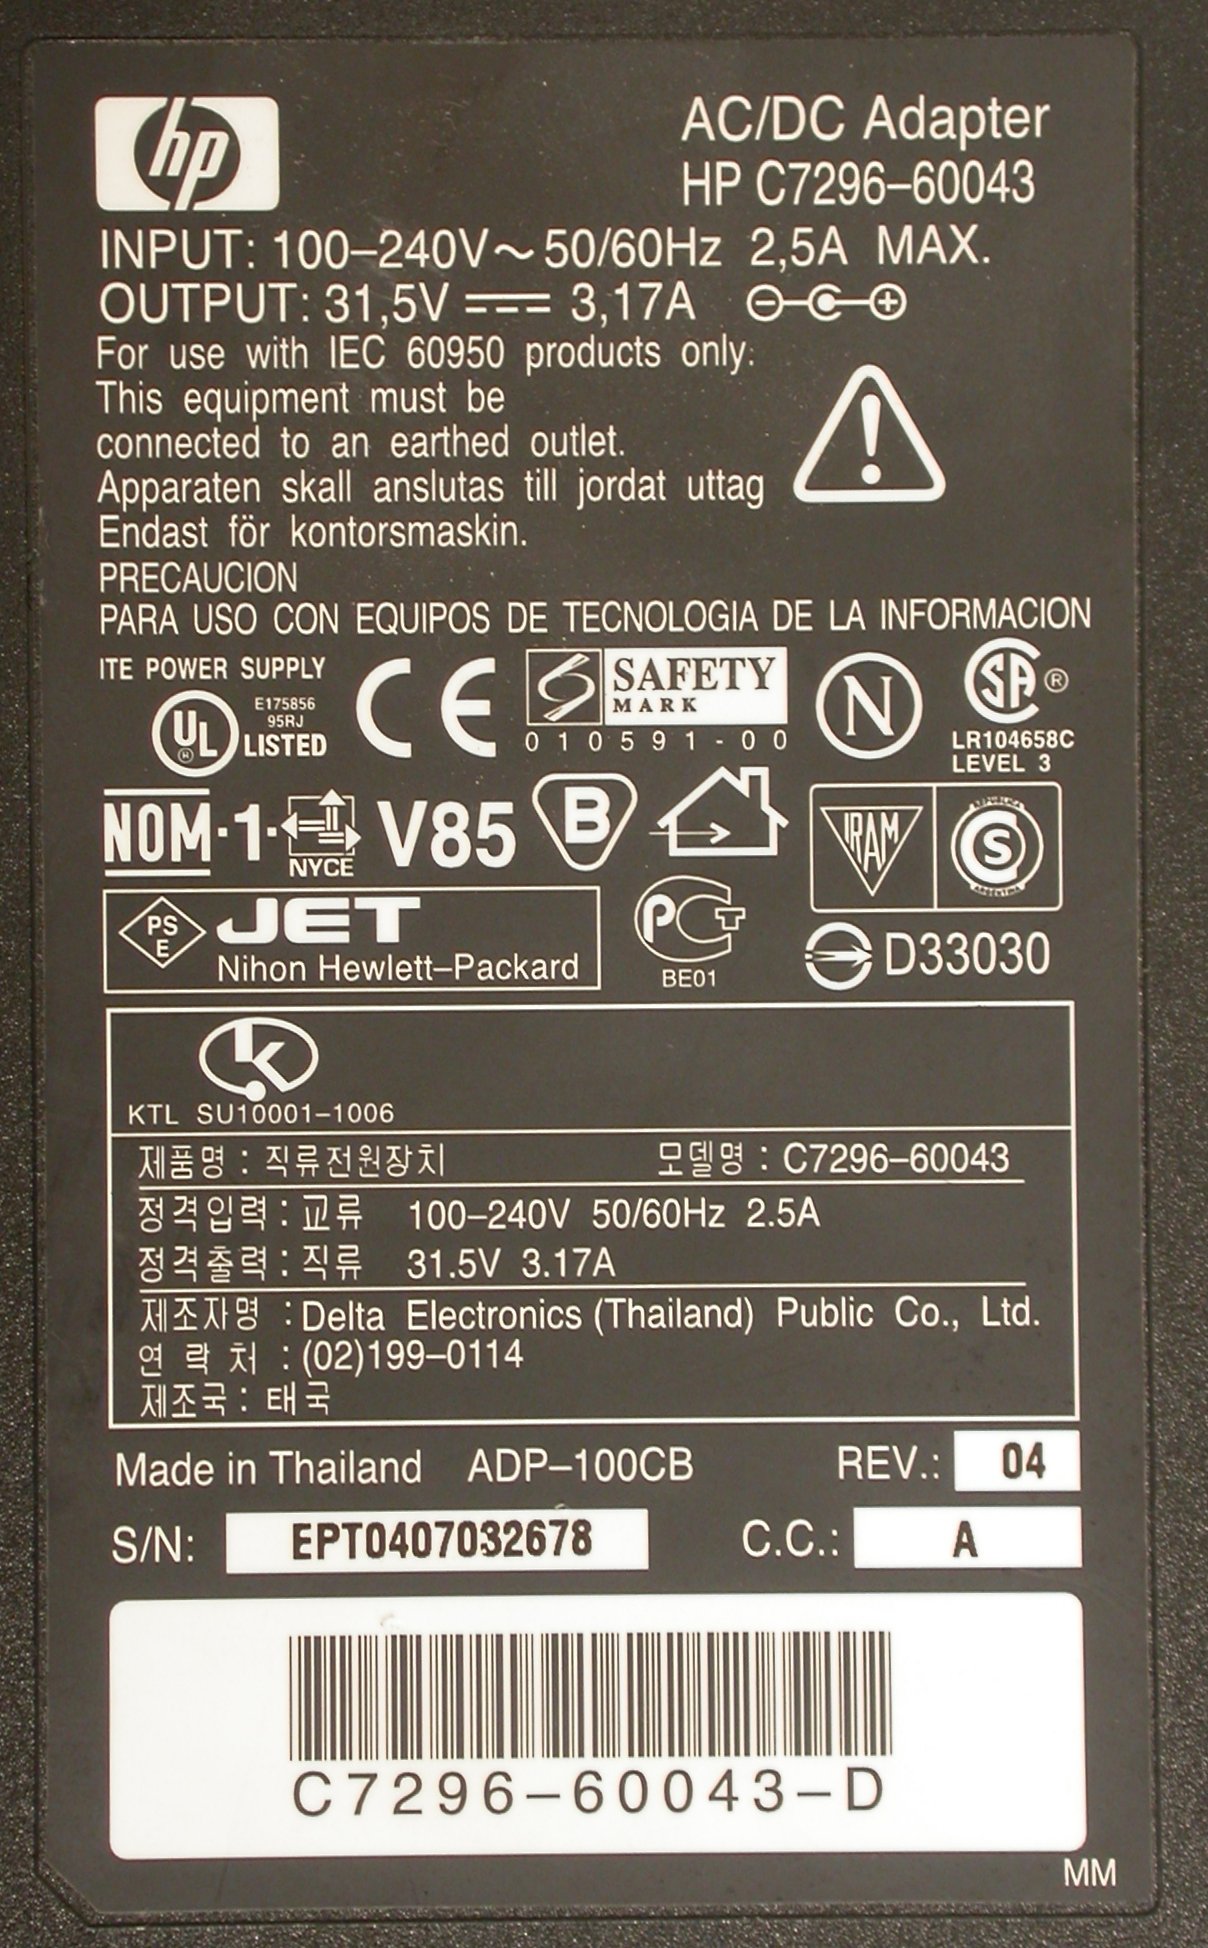 hp
AC/DC Adapter
HP C7296–60043
INPUT: 100–240V~50/60Hz 2,5A MAX.
OUTPUT: 31,5V 3,17A
For use with IEC 60950 products only.
This equipment must be
connected to an earthed outlet.
Apparaten skall anslutas till jordat uttag
Endast för kontorsmaskin.
PRECAUCION
PARA USO CON EQUIPOS DE TECNOLOGIA DE LA INFORMACION
ITE POWER SUPPLY
UL ® LISTED
E175856
95RJ
CE
SAFETY
MARK
010591-00
N
SA ®
LR104658C
LEVEL 3
NOM-1-
NYCE
V85
B
IRAM
REPUBLICA
S
ARGENTINA
PS
E
JET
Nihon Hewlett–Packard
PCT
BE01
D33030
K
KTL SU10001–1006
제품명 : 직류전원장치 모델명 : C7296–60043
정격입력 : 교류 100–240V 50/60Hz 2.5A
정격출력 : 직류 31.5V 3.17A
제조자명 : Delta Electronics (Thailand) Public Co., Ltd.
연 락 처 : (02)199–0114
제조국 : 태국
Made in Thailand ADP–100CB REV.: 04
S/N: EPT0407032678 C.C.: A
C7296–60043–D
MM